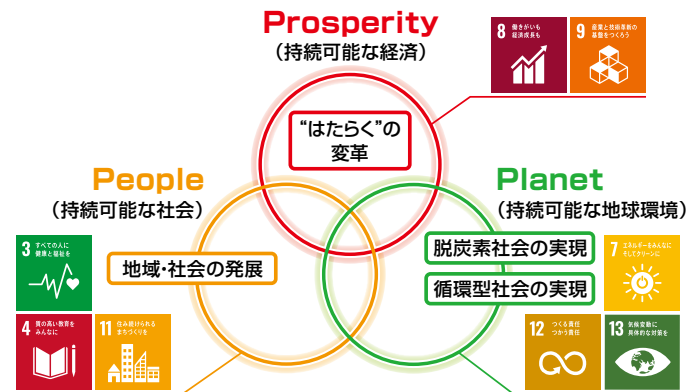 Prosperity
(持続可能な経済)
8 働きがいも
経済成長も
9 産業と技術革新の
基盤をつくろう
“はたらく”の
変革
People
(持続可能な社会)
Planet
(持続可能な地球環境)
3 すべての人に
健康と福祉を
地域・社会の発展
脱炭素社会の実現
循環型社会の実現
7 エネルギーをみんなに
そしてクリーンに
4 質の高い教育を
みんなに
11 住み続けられる
まちづくりを
12 つくる責任
つかう責任
13 気候変動に
具体的な対策を